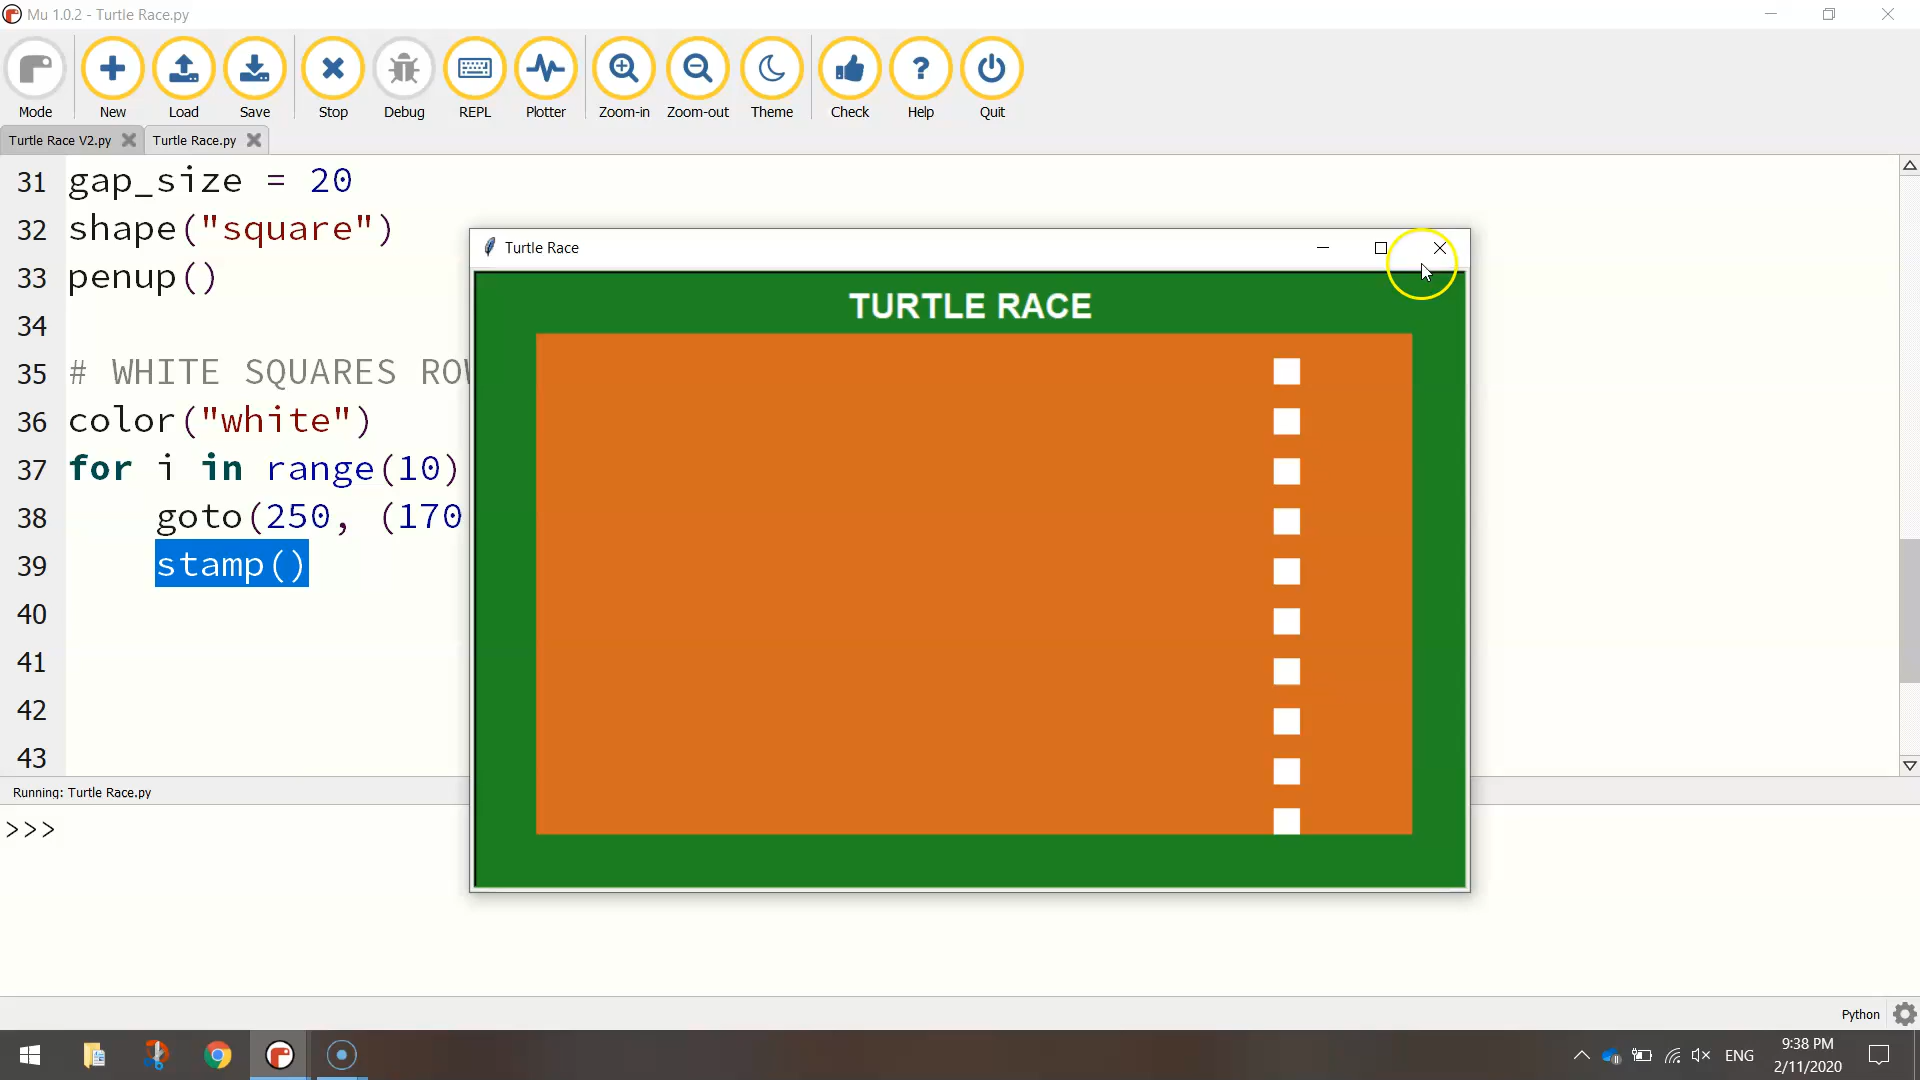 Mu 1.0.2 - Turtle Race.py
Mode New Load Save Stop Debug REPL Plotter Zoom-in Zoom-out Theme Check Help Quit
Turtle Race V2.py Turtle Race.py
31 gap_size = 20
32 shape("square")
33 penup()
34
35 # WHITE SQUARES ROW
36 color("white")
37 for i in range(10)
38 goto(250, (170
39 stamp()
40
41
42
43
Turtle Race
TURTLE RACE
Running: Turtle Race.py
>>>
Python
ENG
9:38 PM
2/11/2020